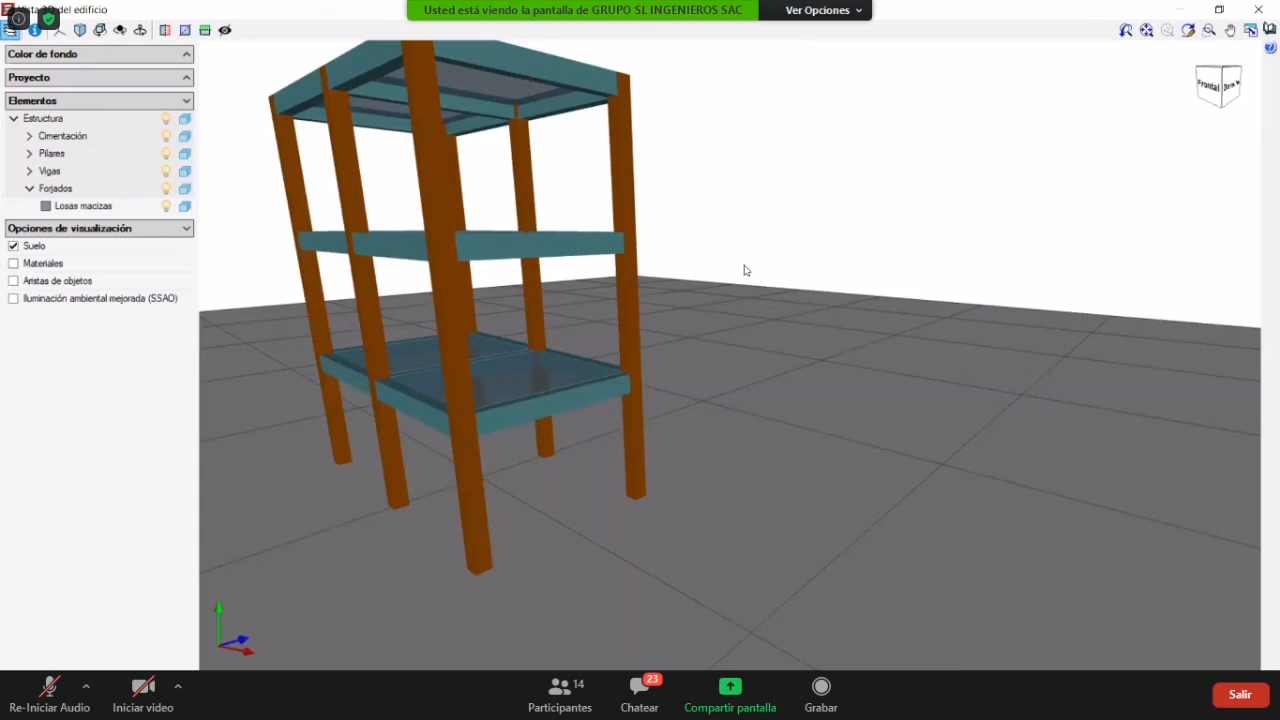 Usted está viendo la pantalla de GRUPO SL INGENIEROS SAC
Ver Opciones
del edificio
Color de fondo
Proyecto
Elementos
Estructura
Cimentación
Pilares
Vigas
Forjados
Losas macizas
Opciones de visualización
Suelo
Materiales
Aristas de objetos
Iluminación ambiental mejorada (SSAO)
Frontal
Re-Iniciar Audio
Iniciar video
14
Participantes
23
Chatear
Compartir pantalla
Grabar
Salir